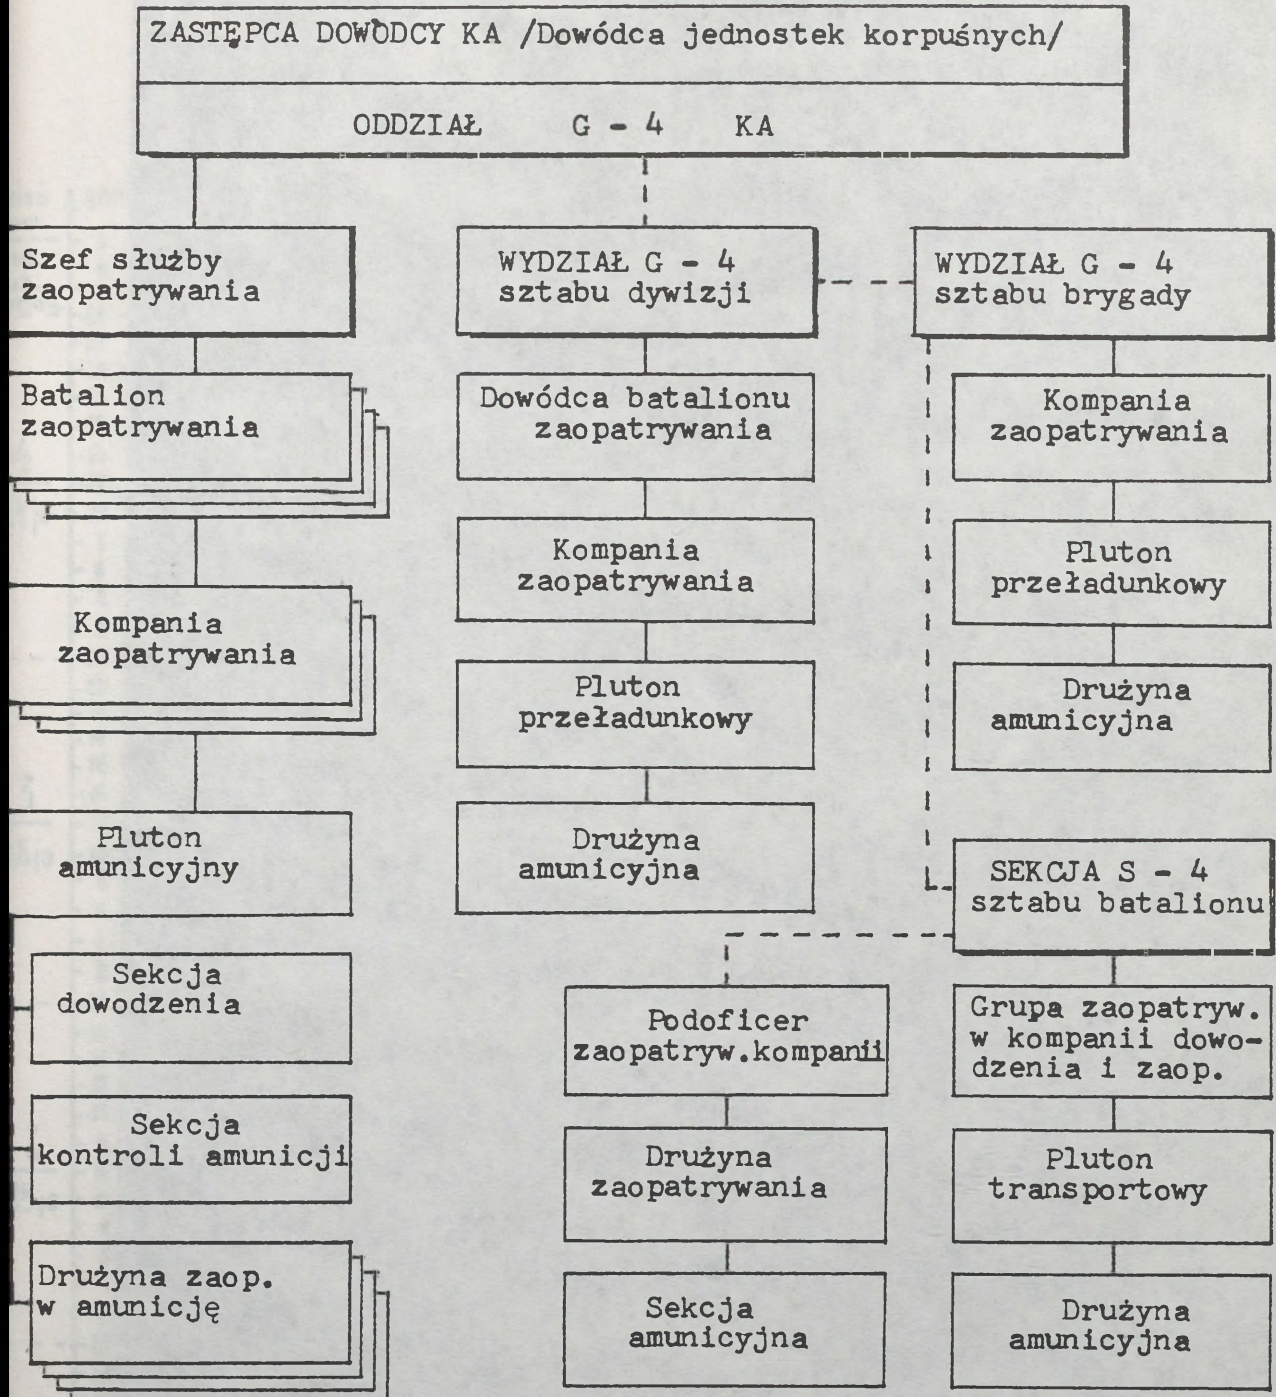 ZASTĘPCA DOWÓDCY KA /Dowódca jednostek korpuśnych/
ODDZIAŁ G - 4 KA
Szef służby
zaopatrywania
WYDZIAŁ G - 4
sztabu dywizji
WYDZIAŁ G - 4
sztabu brygady
Batalion
zaopatrywania
Dowódca batalionu
zaopatrywania
Kompania
zaopatrywania
Kompania
zaopatrywania
Kompania
zaopatrywania
Pluton
przeładunkowy
Pluton
przeładunkowy
Drużyna
amunicyjna
Pluton
amunicyjny
Drużyna
amunicyjna
SEKCJA S - 4
sztabu batalionu
Sekcja
dowodzenia
Podoficer
zaopatryw.kompanii
Grupa zaopatryw.
w kompanii dowo-
dzenia i zaop.
Sekcja
kontroli amunicji
Drużyna
zaopatrywania
Pluton
transportowy
Drużyna zaop.
w amunicję
Sekcja
amunicyjna
Drużyna
amunicyjna